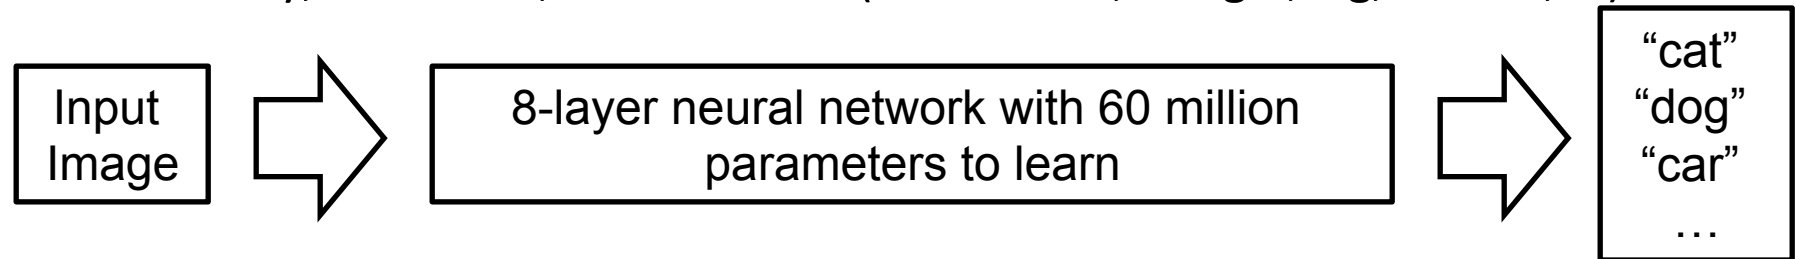 Input
Image
8-layer neural network with 60 million
parameters to learn
“cat”
“dog”
“car”
…